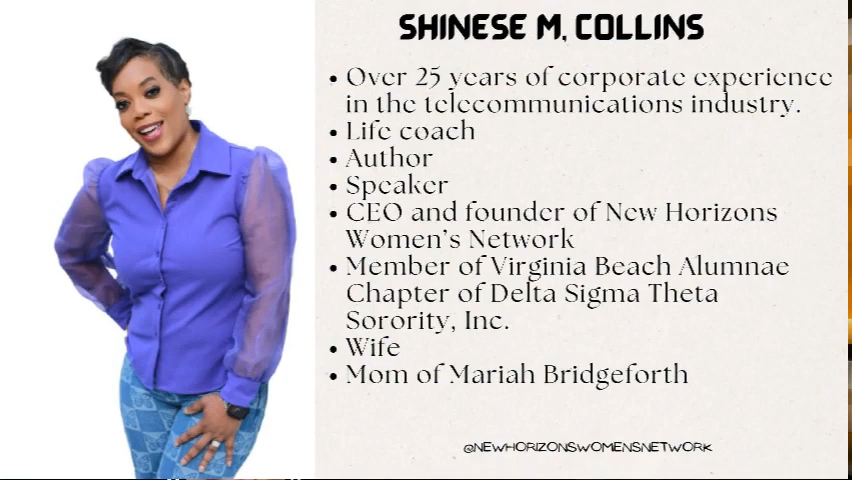 SHINESE M. COLLINS
• Over 25 years of corporate experience
in the telecommunications industry.
• Life coach
• Author
• Speaker
• CEO and founder of New Horizons
Women's Network
• Member of Virginia Beach Alumnae
Chapter of Delta Sigma Theta
Sorority, Inc.
• Wife
• Mom of Mariah Bridgeforth
@NEWHORIZONSWOMENSNETWORK